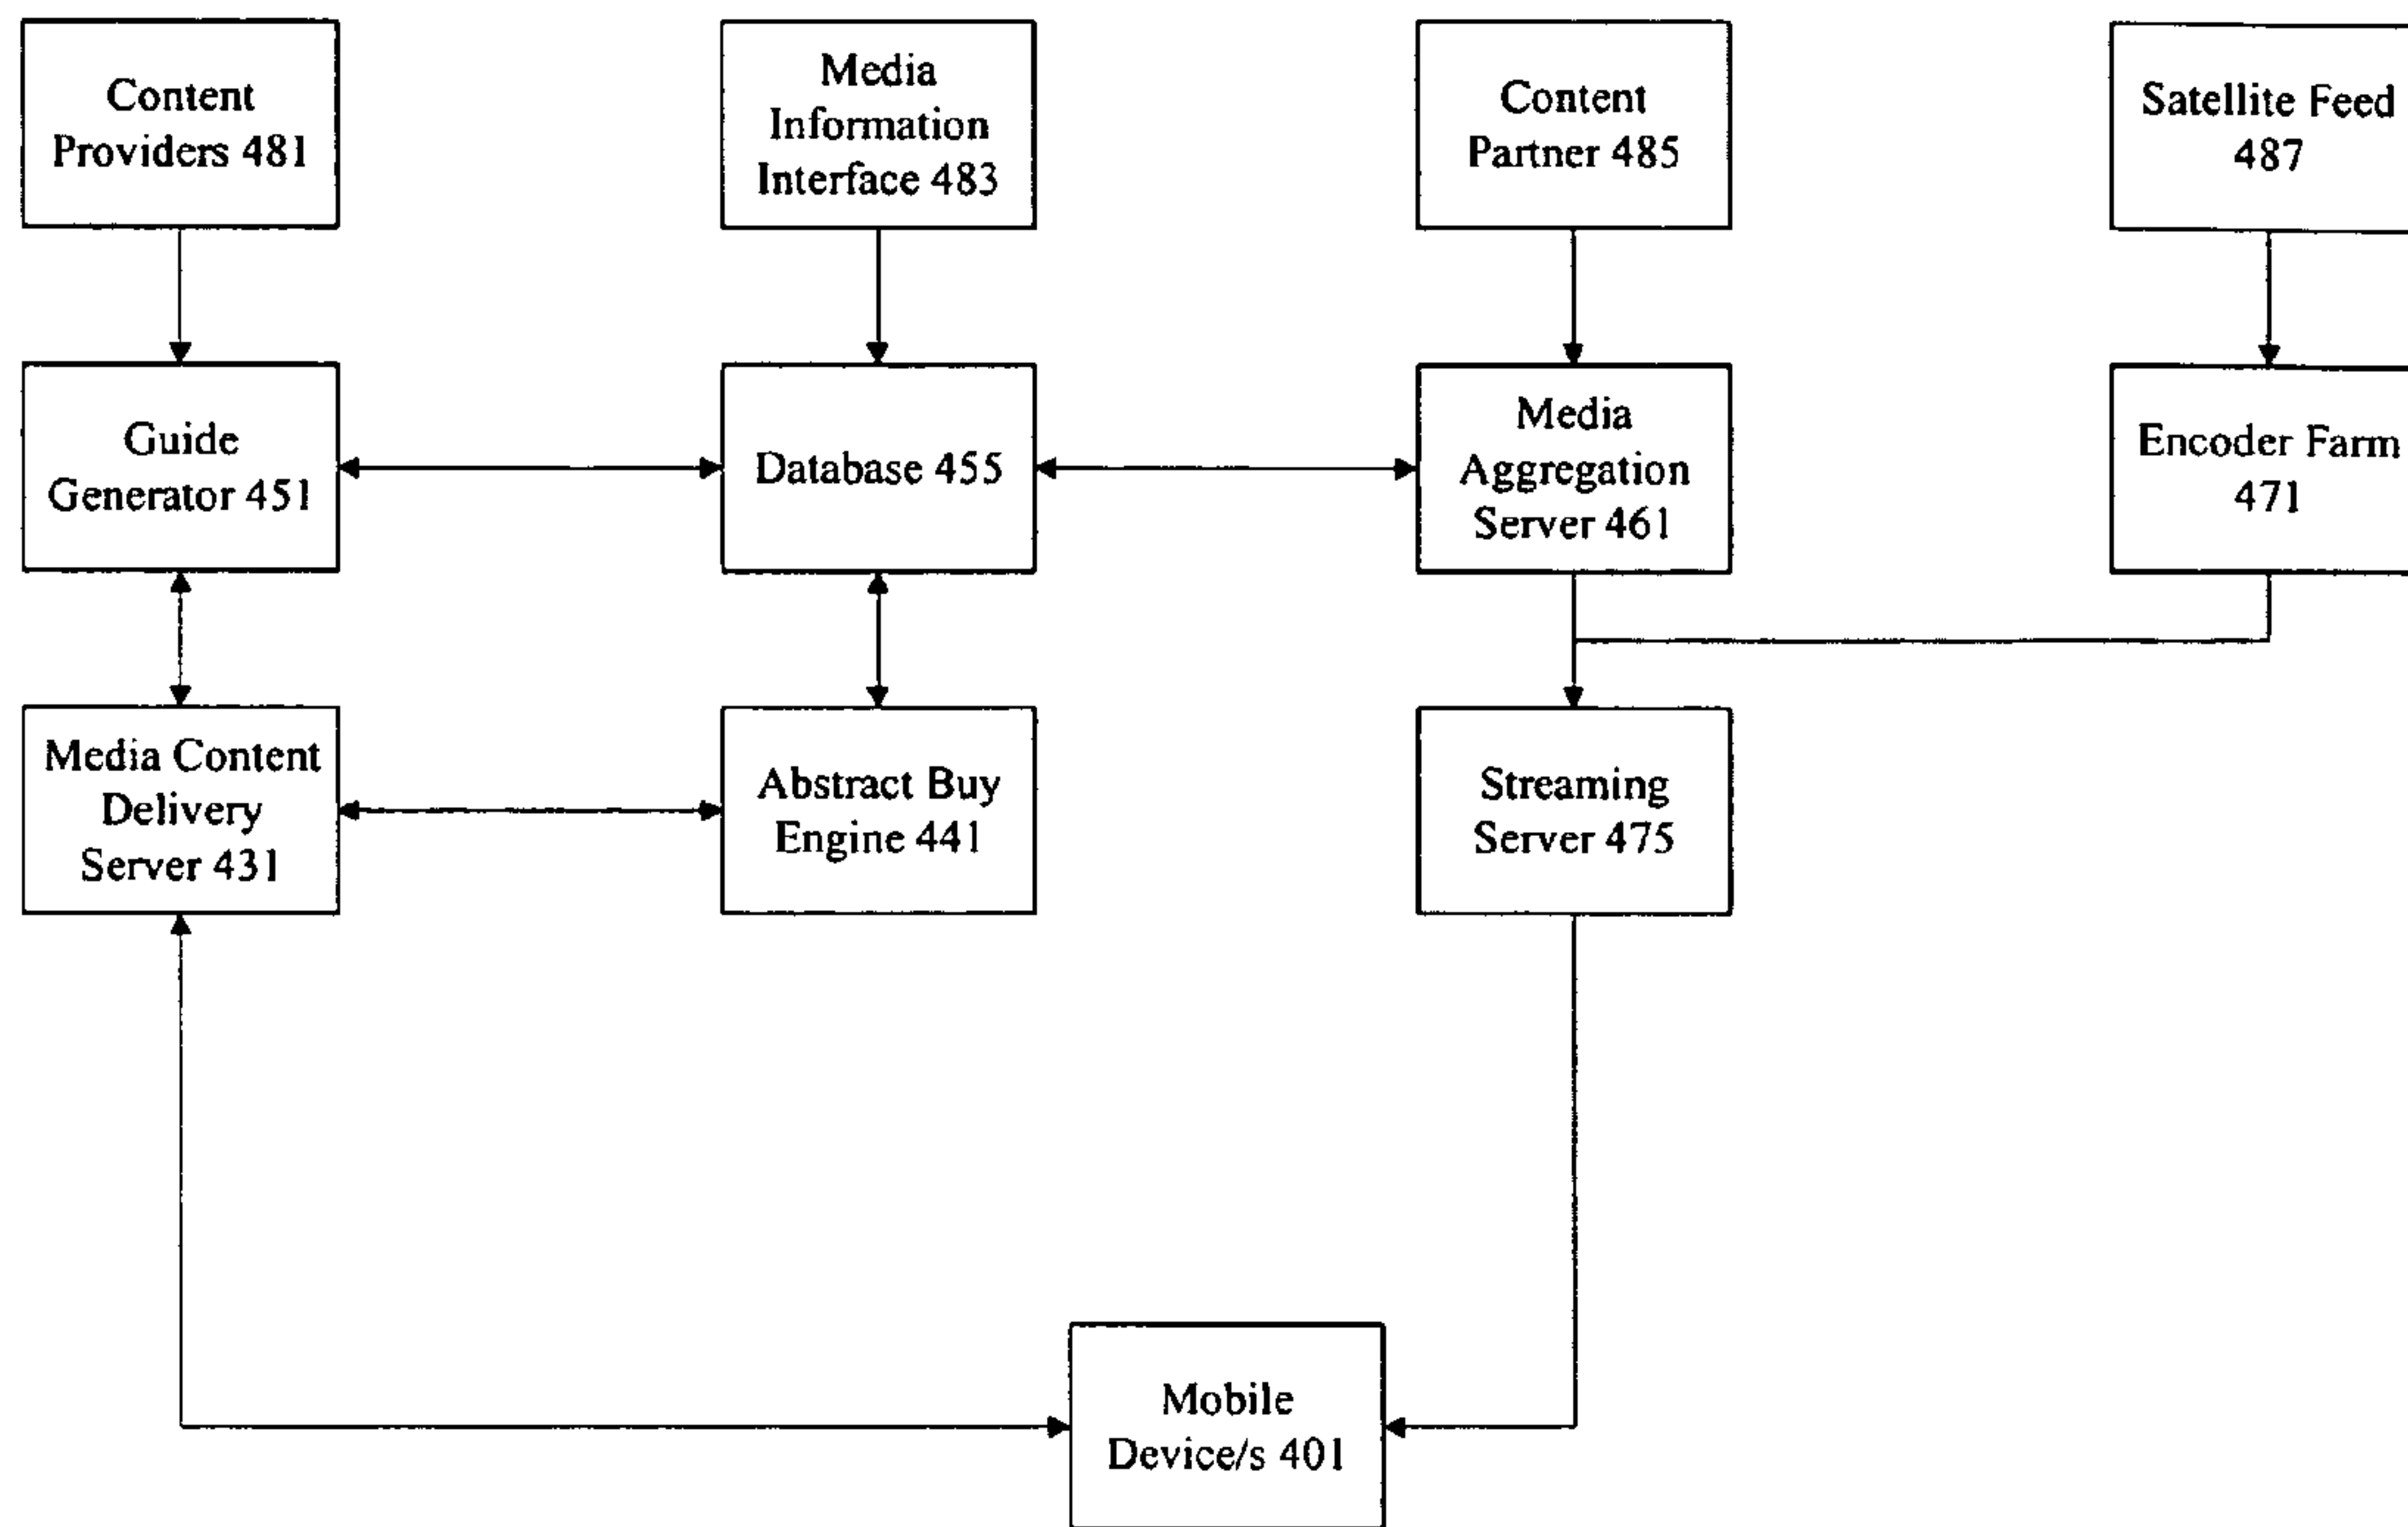 Content
Providers 481
Media
Information
Interface 483
Content
Partner 485
Satellite Feed
487
Guide
Generator 451
Database 455
Media
Aggregation
Server 461
Encoder Farm
471
Media Content
Delivery
Server 431
Abstract Buy
Engine 441
Streaming
Server 475
Mobile
Device/s 401